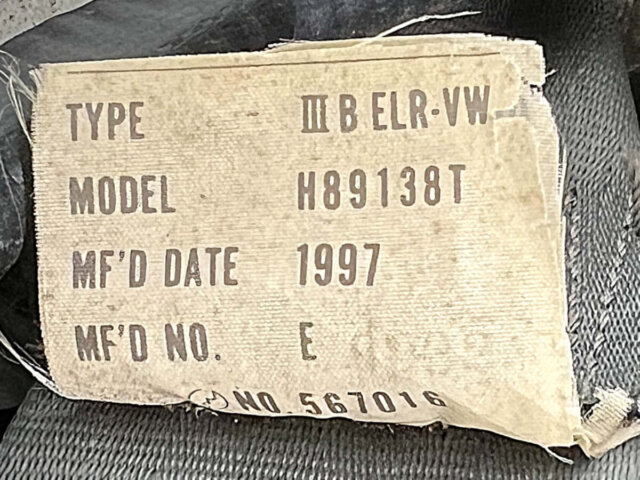 TYPE III B ELR-VW
MODEL H89138T
MF'D DATE 1997
MF'D NO. E
NO. 567016